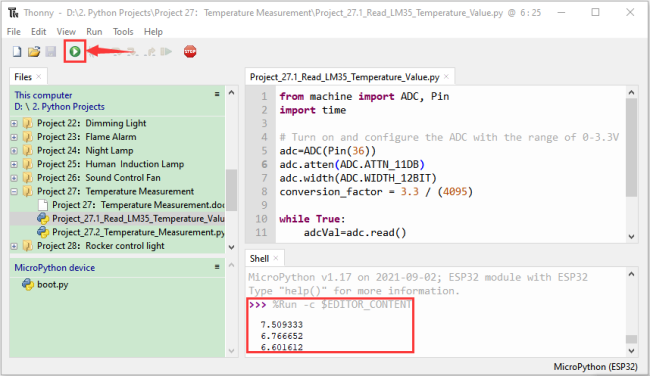 Thonny - D:\2. Python Projects\Project 27: Temperature Measurement\Project_27.1_Read_LM35_Temperature_Value.py @ 6 : 25
File Edit View Run Tools Help
STOP
Files ×
This computer
D: \ 2. Python Projects
Project 22: Dimming Light
Project 23: Flame Alarm
Project 24: Night Lamp
Project 25: Human Induction Lamp
Project 26: Sound Control Fan
Project 27: Temperature Measurement
Project 27: Temperature Measurement.doc
Project_27.1_Read_LM35_Temperature_Valu
Project_27.2_Temperature_Measurement.py
Project 28: Rocker control light
MicroPython device
boot.py
Project_27.1_Read_LM35_Temperature_Value.py ×
1 from machine import ADC, Pin
2 import time
3
4 # Turn on and configure the ADC with the range of 0-3.3V
5 adc=ADC(Pin(36))
6 adc.atten(ADC.ATTN_11DB)
7 adc.width(ADC.WIDTH_12BIT)
8 conversion_factor = 3.3 / (4095)
9
10 while True:
11 adcVal=adc.read()
Shell ×
MicroPython v1.17 on 2021-09-02; ESP32 module with ESP32
Type "help()" for more information.
>>> %Run -c $EDITOR_CONTENT
7.509333
6.766652
6.601612
MicroPython (ESP32)